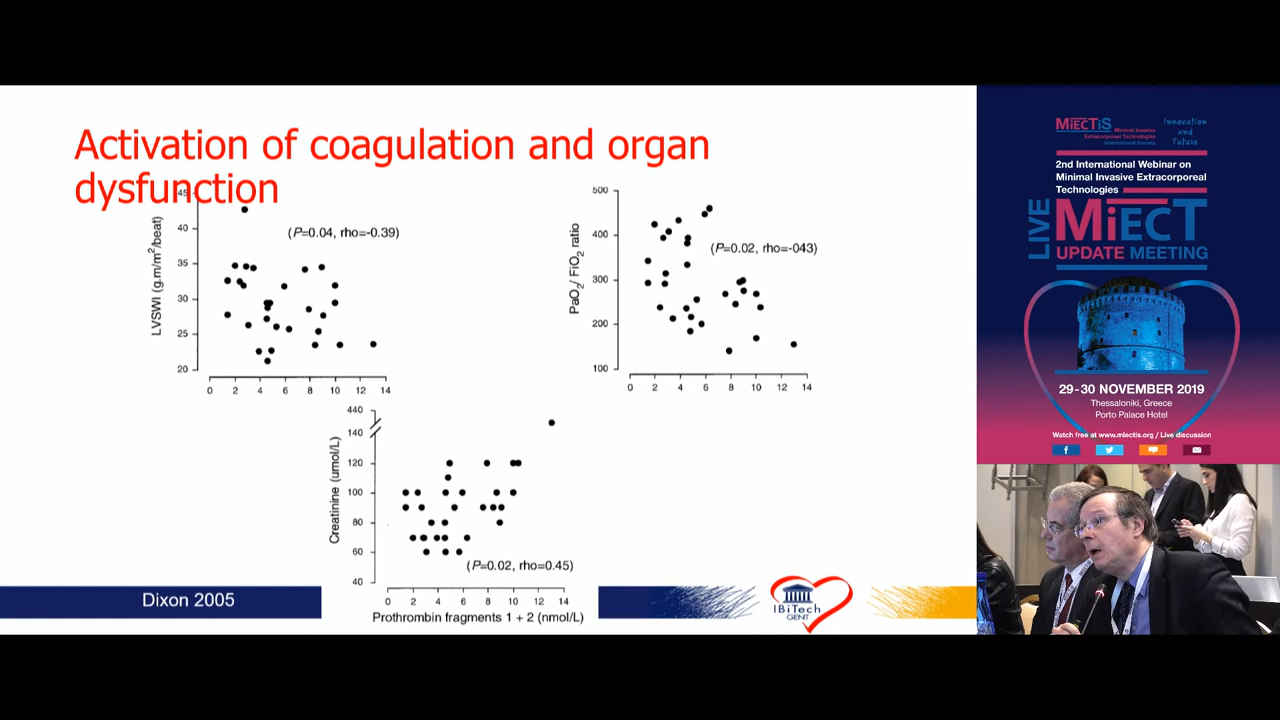 Activation of coagulation and organ
dysfunction
45
40
35
30
25
20
LVSWI (g.m/m²/beat)
(P=0.04, rho=-0.39)
0 2 4 6 8 10 12 14
500
400
300
200
100
PaO₂/ FiO₂ ratio
(P=0.02, rho=-043)
0 2 4 6 8 10 12 14
440
140
120
100
80
60
40
Creatinine (umol/L)
(P=0.02, rho=0.45)
0 2 4 6 8 10 12 14
Prothrombin fragments 1 + 2 (nmol/L)
Dixon 2005
IBiTech
GENT
MiECTiS
Minimal Invasive
Extracorporeal Technologies
International Society
Innovation
and
Future
2nd International Webinar on
Minimal Invasive Extracorporeal
Technologies
LIVE
MiECT
UPDATE MEETING
29-30 NOVEMBER 2019
Thessaloniki, Greece
Porto Palace Hotel
Watch free at www.miectis.org / Live discussion
f